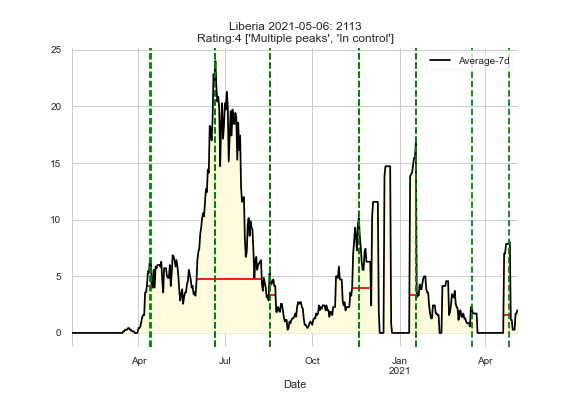 Liberia 2021-05-06: 2113
Rating:4 ['Multiple peaks', 'In control']
Average-7d
25
20
15
10
5
0
Apr
Jul
Oct
Jan
2021
Apr
Date